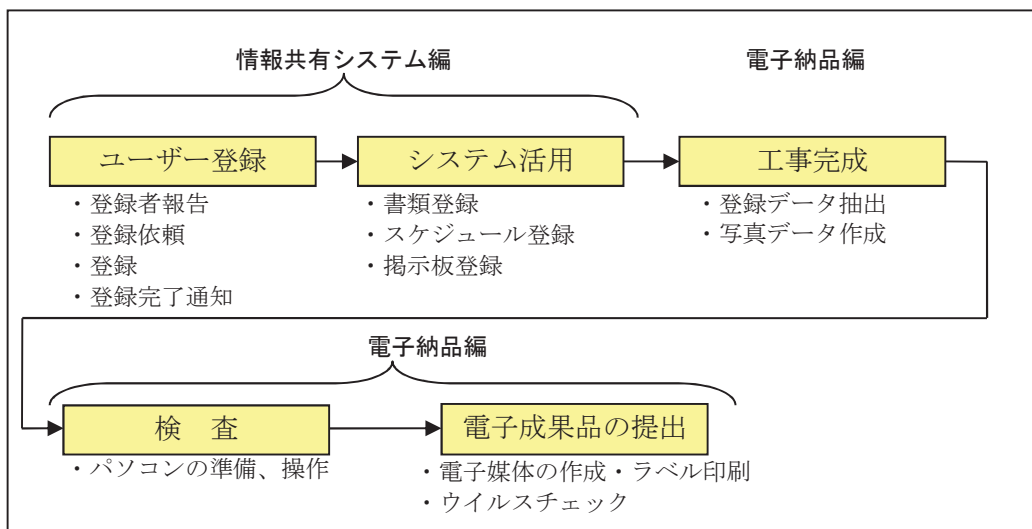 情報共有システム編
電子納品編
ユーザー登録
システム活用
工事完成
・登録者報告
・登録依頼
・登録
・登録完了通知
・書類登録
・スケジュール登録
・掲示板登録
・登録データ抽出
・写真データ作成
電子納品編
検　査
電子成果品の提出
・パソコンの準備、操作
・電子媒体の作成・ラベル印刷
・ウイルスチェック